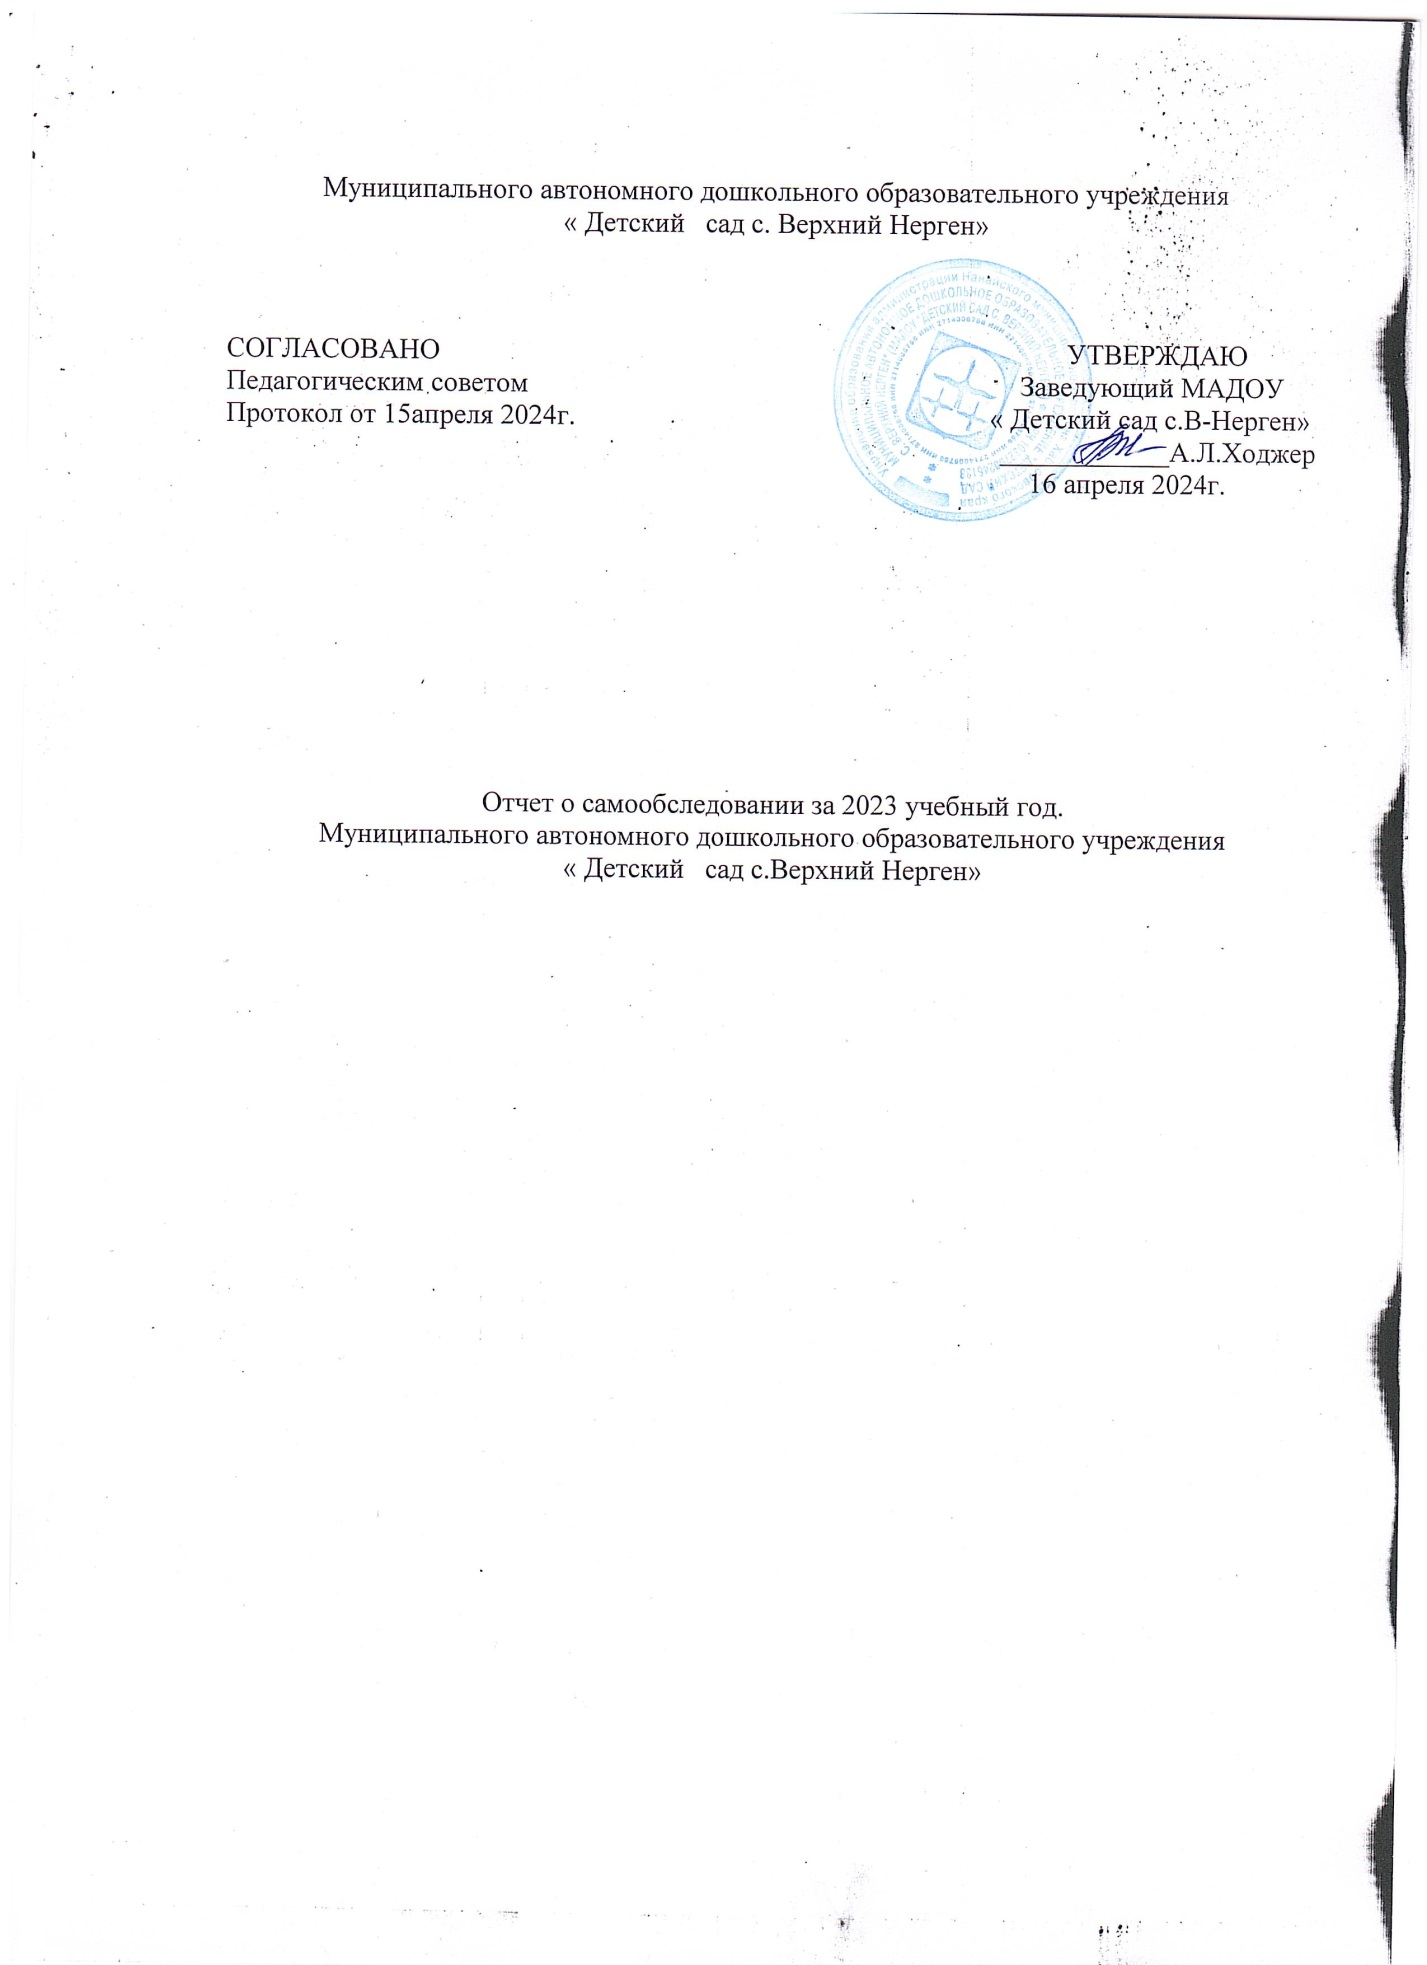 Муниципального автономного дошкольного образовательного учреждения
« Детский сад с. Верхний Нерген»
СОГЛАСОВАНО
Педагогическим советом
Протокол от 15апреля 2024г.
УТВЕРЖДАЮ
Заведующий МАДОУ
« Детский сад с.В-Нерген»
____________А.Л.Ходжер
16 апреля 2024г.
Отчет о самообследовании за 2023 учебный год.
Муниципального автономного дошкольного образовательного учреждения
« Детский сад с.Верхний Нерген»